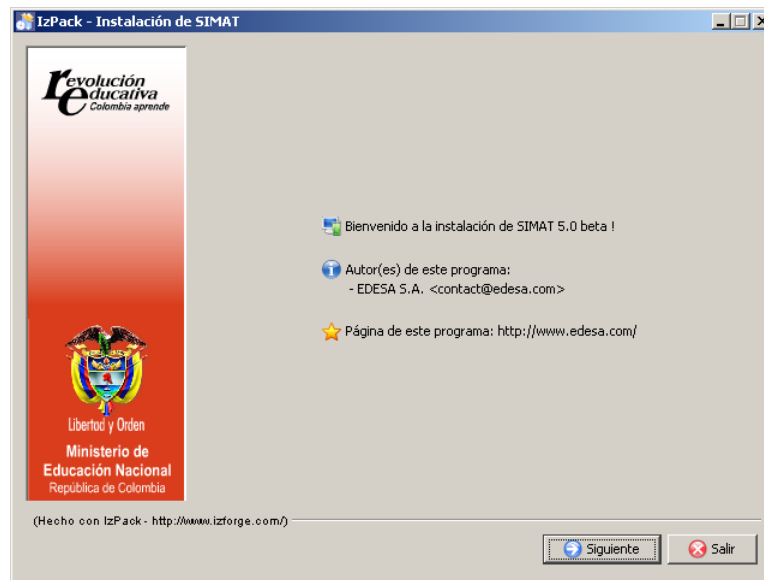 IzPack - Instalación de SIMAT
revolución
educativa
Colombia aprende
Bienvenido a la instalación de SIMAT 5.0 beta !
Autor(es) de este programa:
- EDESA S.A. <contact@edesa.com>
Página de este programa: http://www.edesa.com/
Libertad y Orden
Ministerio de
Educación Nacional
República de Colombia
(Hecho con IzPack - http://www.izforge.com/)
Siguiente
Salir